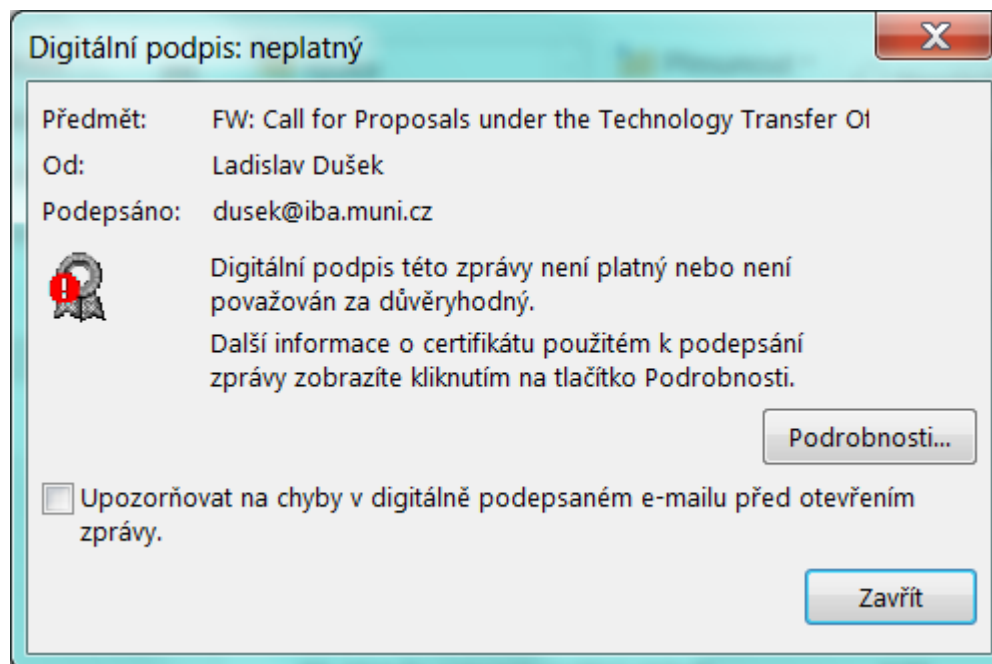 Digitální podpis: neplatný
Předmět: FW: Call for Proposals under the Technology Transfer Of
Od: Ladislav Dušek
Podepsáno: dusek@iba.muni.cz
Digitální podpis této zprávy není platný nebo není
považován za důvěryhodný.
Další informace o certifikátu použitém k podepsání
zprávy zobrazíte kliknutím na tlačítko Podrobnosti.
Podrobnosti...
Upozorňovat na chyby v digitálně podepsaném e-mailu před otevřením
zprávy.
Zavřít